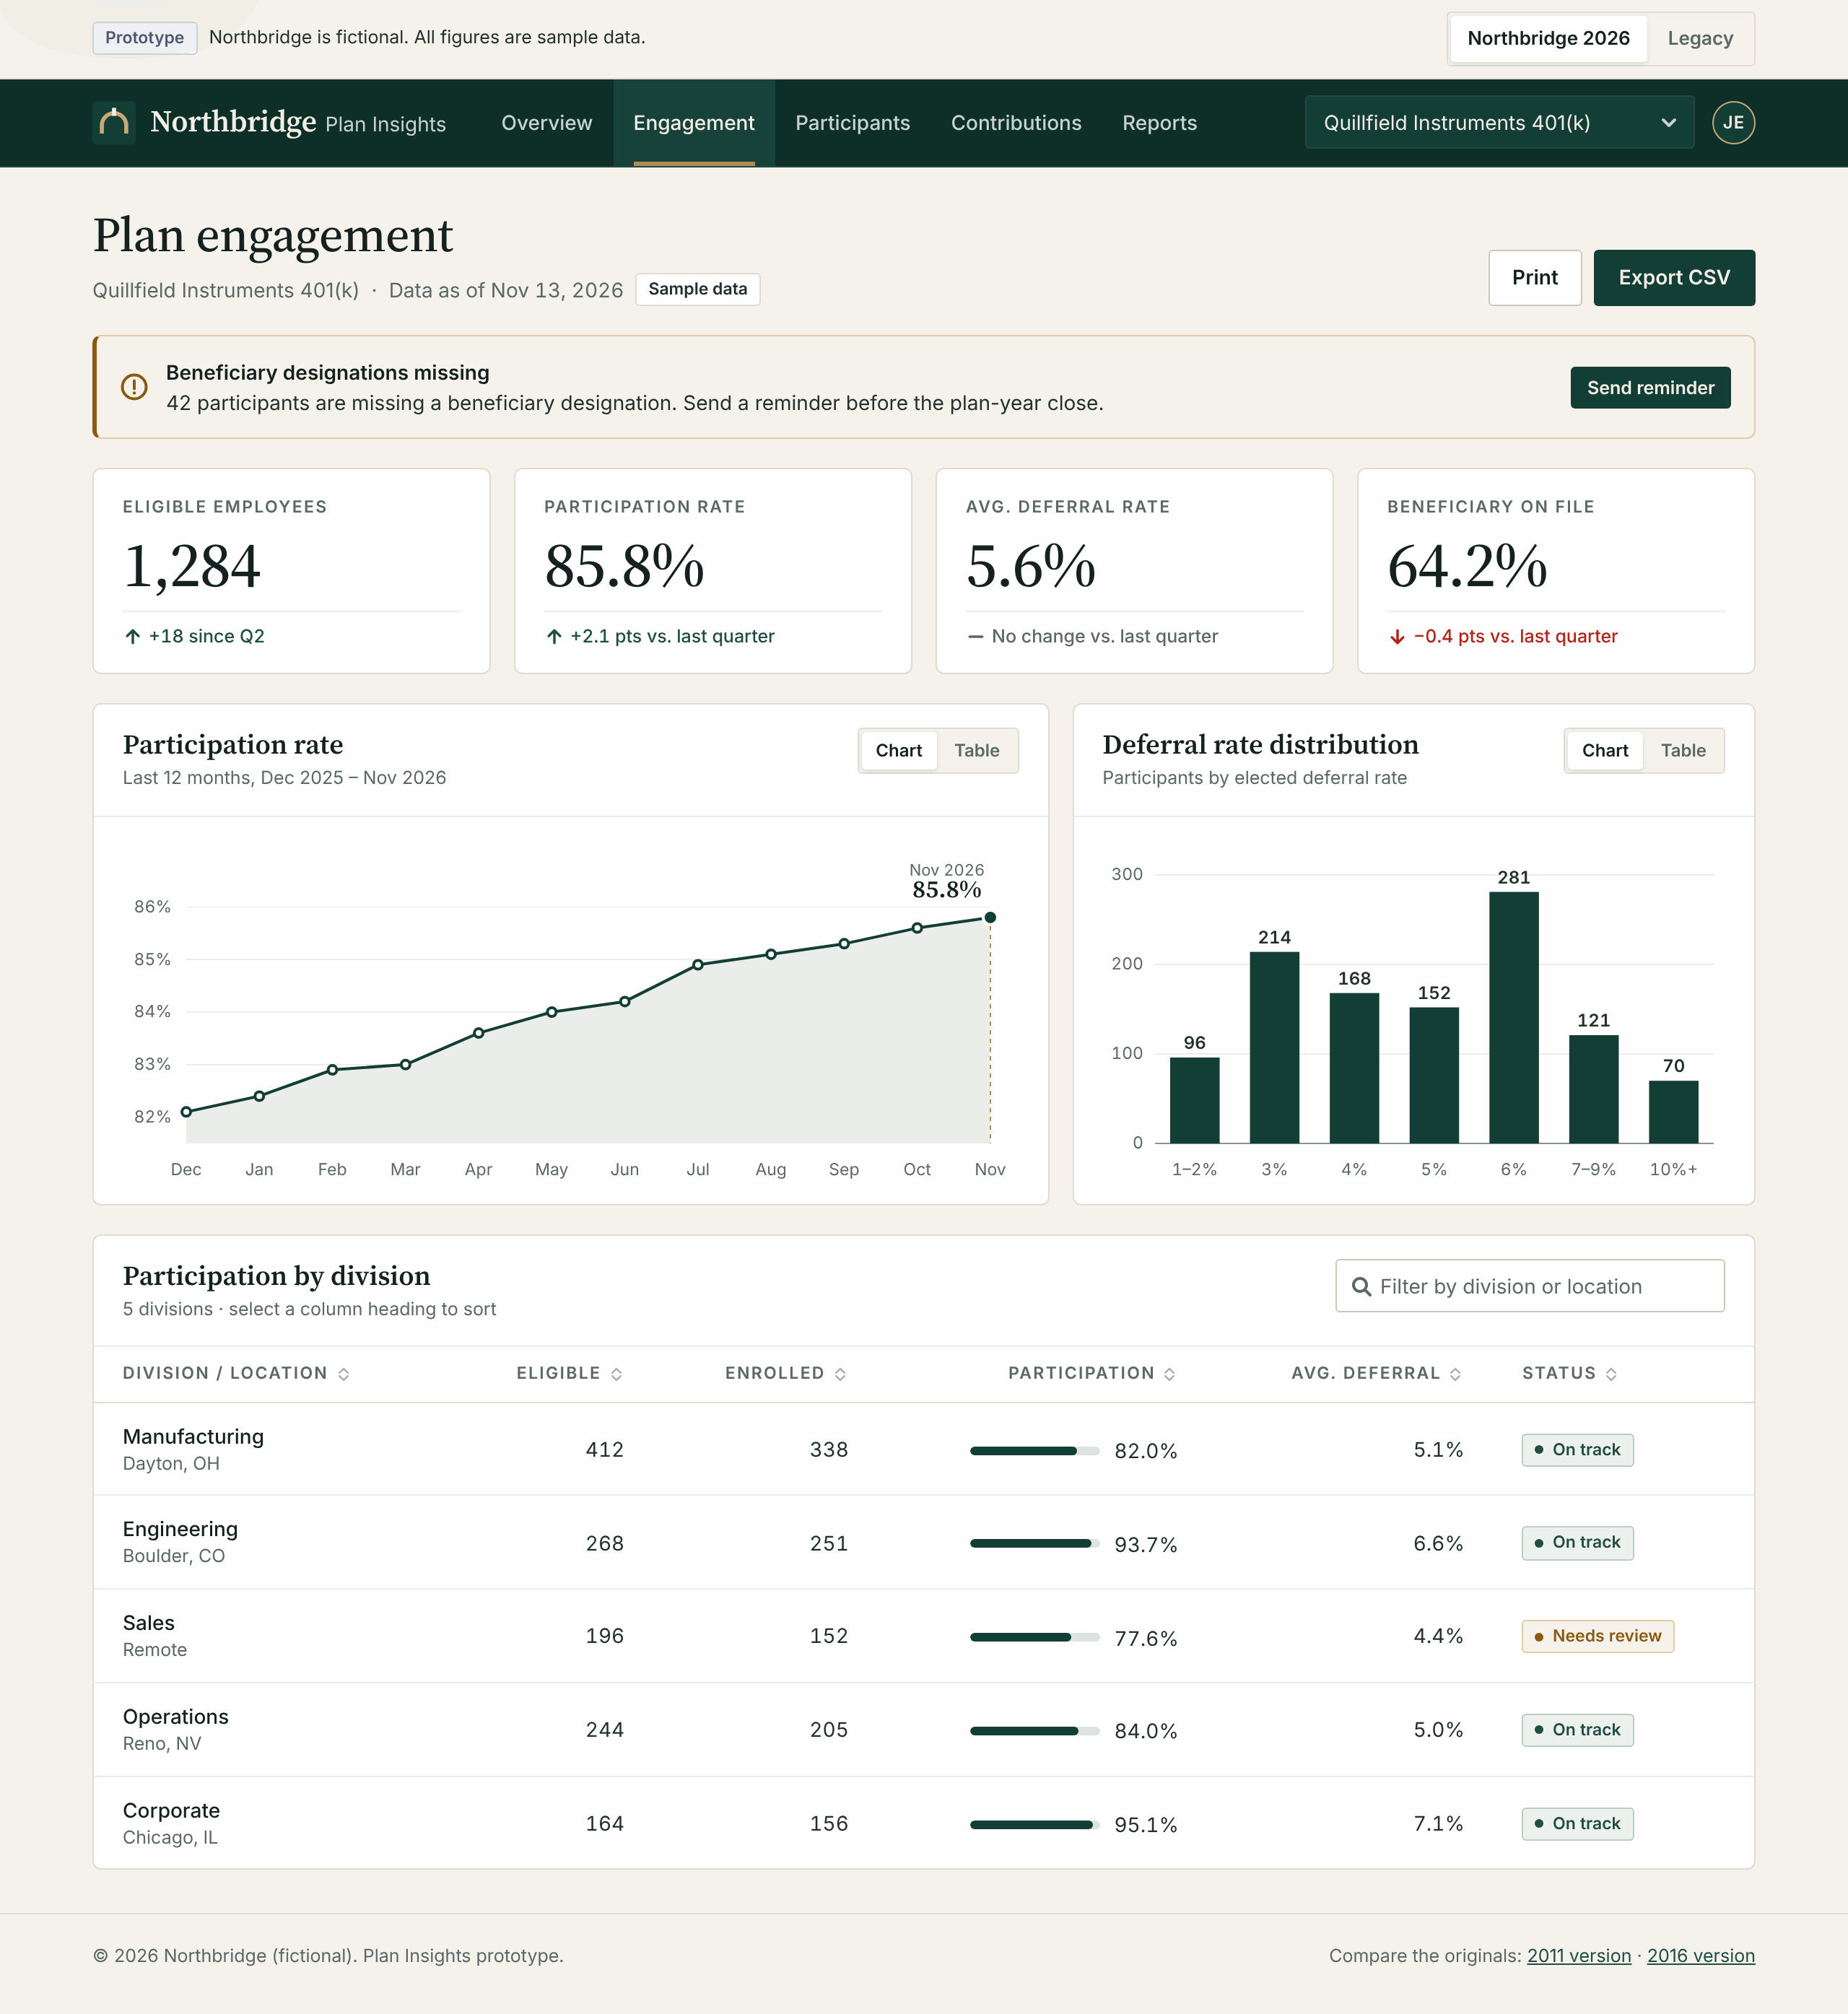 Prototype Northbridge is fictional. All figures are sample data.
Northbridge 2026 Legacy
Northbridge Plan Insights Overview Engagement Participants Contributions Reports Quillfield Instruments 401(k) JE
Plan engagement
Quillfield Instruments 401(k) · Data as of Nov 13, 2026 Sample data
Print Export CSV
Beneficiary designations missing
42 participants are missing a beneficiary designation. Send a reminder before the plan-year close.
Send reminder
ELIGIBLE EMPLOYEES
1,284
+18 since Q2
PARTICIPATION RATE
85.8%
+2.1 pts vs. last quarter
AVG. DEFERRAL RATE
5.6%
No change vs. last quarter
BENEFICIARY ON FILE
64.2%
−0.4 pts vs. last quarter
Participation rate
Last 12 months, Dec 2025 – Nov 2026
Chart Table
Nov 2026
85.8%
86%
85%
84%
83%
82%
Dec Jan Feb Mar Apr May Jun Jul Aug Sep Oct Nov
Deferral rate distribution
Participants by elected deferral rate
Chart Table
300
200
100
0
96 214 168 152 281 121 70
1–2% 3% 4% 5% 6% 7–9% 10%+
Participation by division
5 divisions · select a column heading to sort
Filter by division or location
DIVISION / LOCATION ELIGIBLE ENROLLED PARTICIPATION AVG. DEFERRAL STATUS
Manufacturing
Dayton, OH
412 338 82.0% 5.1% On track
Engineering
Boulder, CO
268 251 93.7% 6.6% On track
Sales
Remote
196 152 77.6% 4.4% Needs review
Operations
Reno, NV
244 205 84.0% 5.0% On track
Corporate
Chicago, IL
164 156 95.1% 7.1% On track
© 2026 Northbridge (fictional). Plan Insights prototype.
Compare the originals: 2011 version · 2016 version